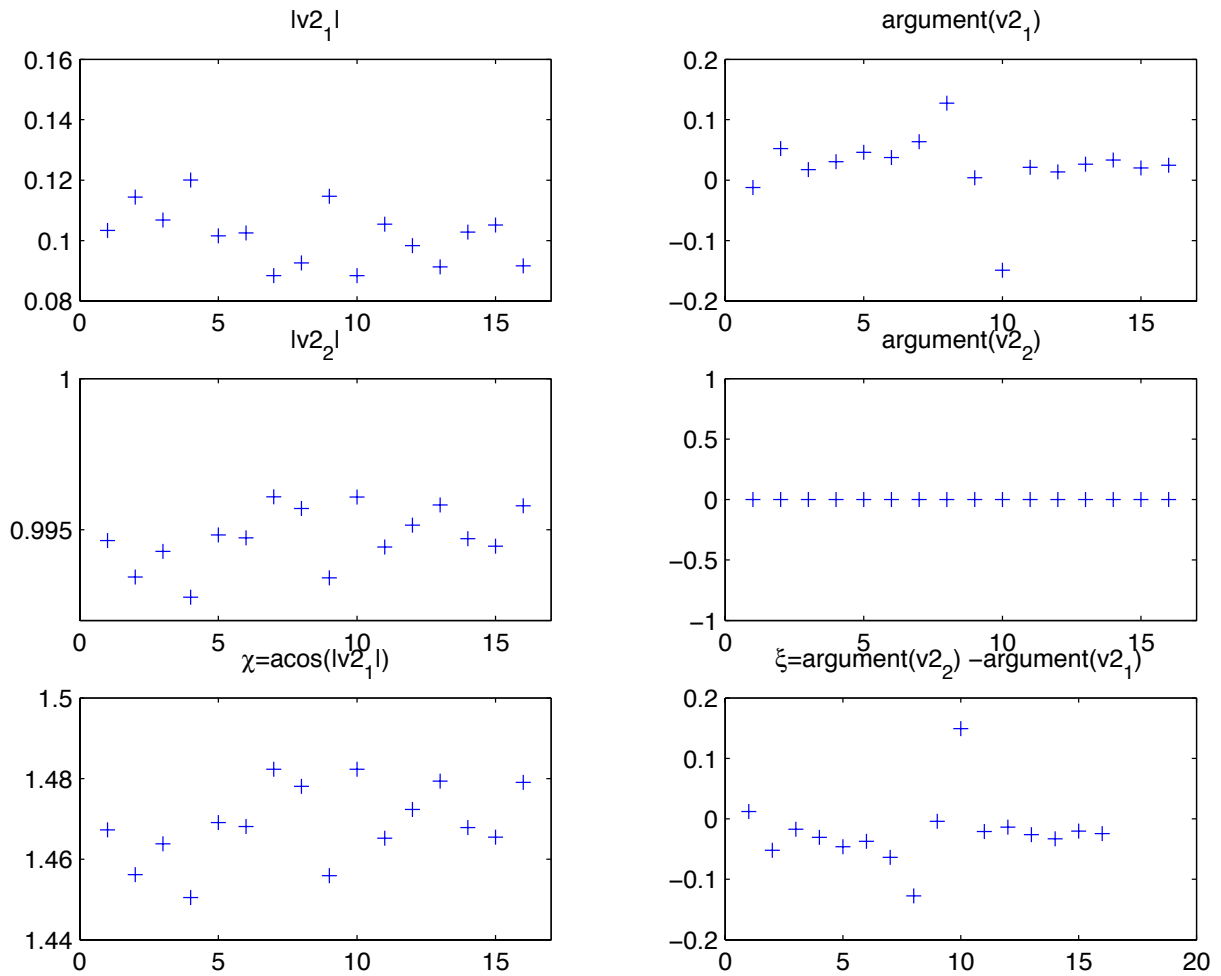 |v2_1|
0.16
0.14
0.12
0.1
0.08
0 5 10 15
argument(v2_1)
0.2
0.1
0
−0.1
−0.2
0 5 10 15
|v2_2|
1
0.995
0 5 10 15
argument(v2_2)
1
0.5
0
−0.5
−1
0 5 10 15
χ=acos(|v2_1|)
1.5
1.48
1.46
1.44
0 5 10 15
ξ=argument(v2_2) −argument(v2_1)
0.2
0.1
0
−0.1
−0.2
0 5 10 15 20